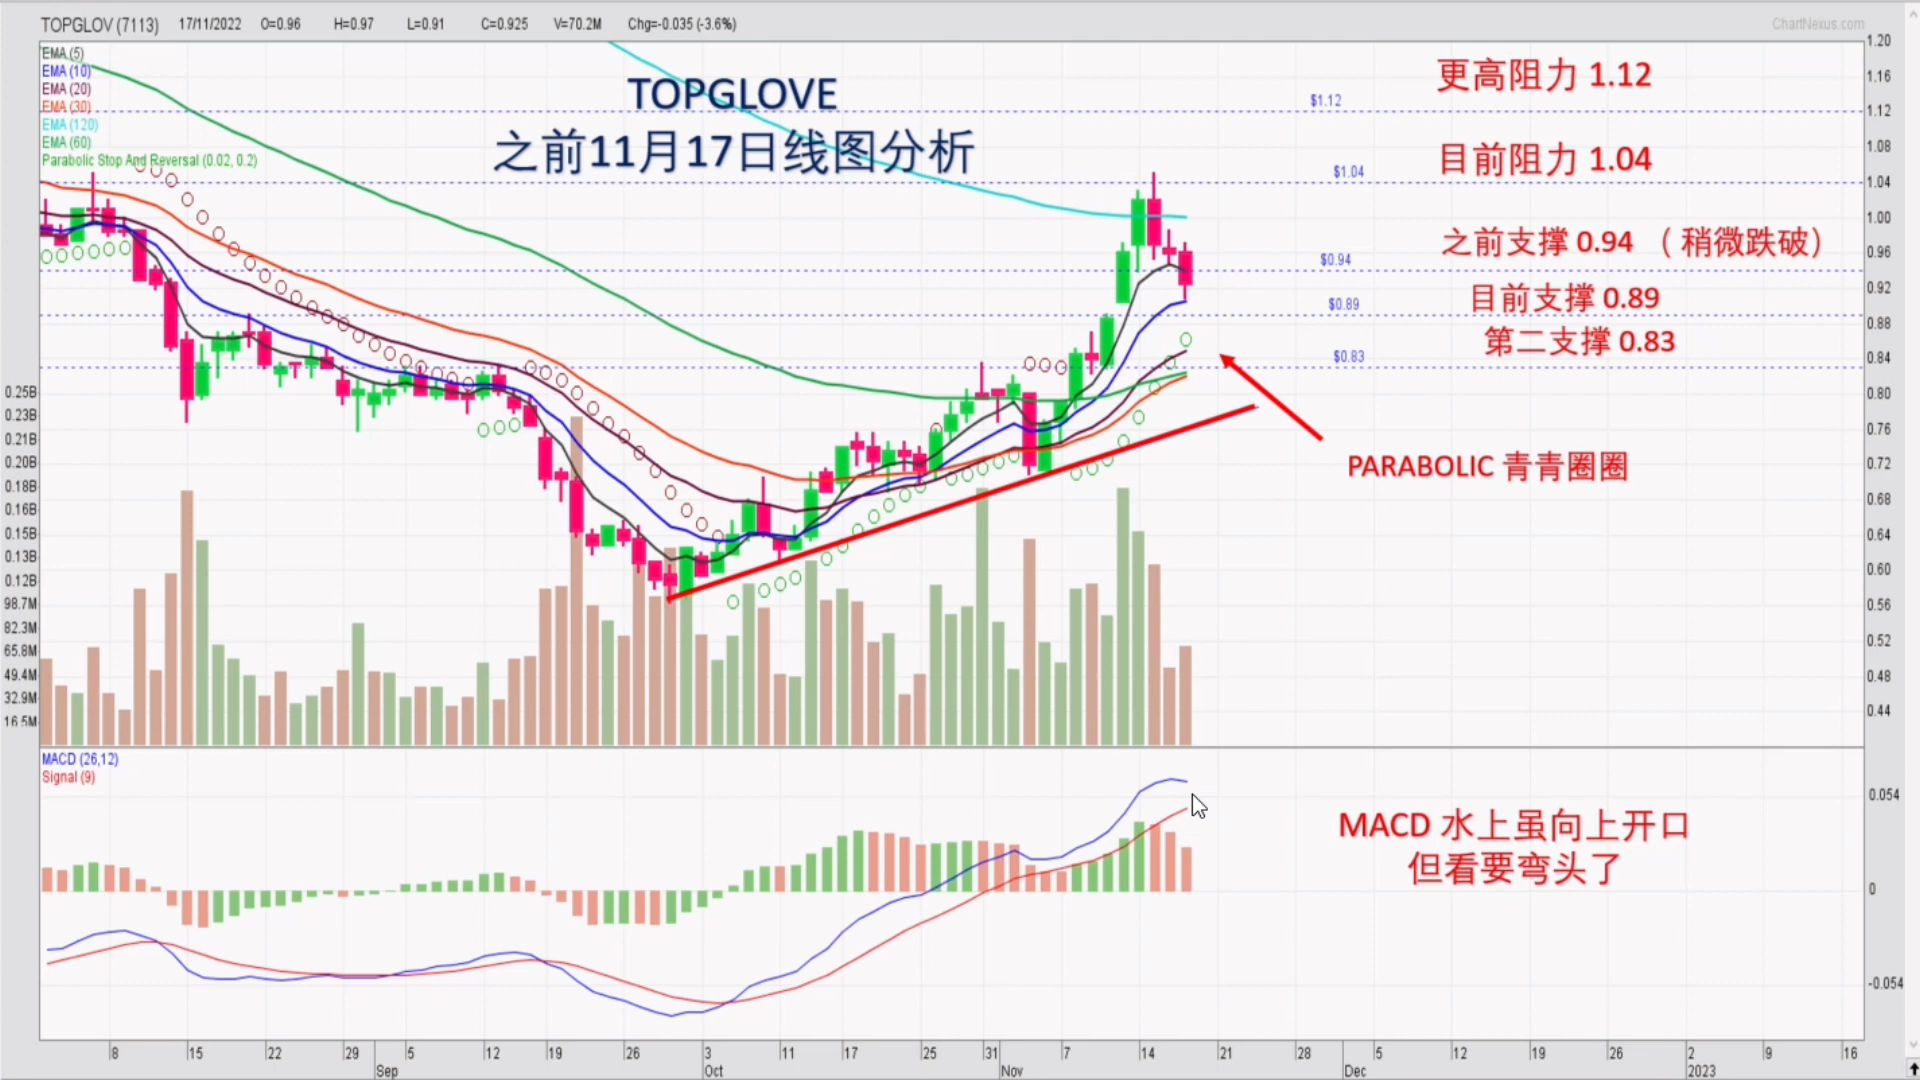 TOPGLOV (7113) 17/11/2022 O=0.96 H=0.97 L=0.91 C=0.925 V=70.2M Chg=-0.035 (-3.6%) ChartNexus.com
EMA (5)
EMA (10)
EMA (20)
EMA (30)
EMA (120)
EMA (60)
Parabolic Stop And Reversal (0.02, 0.2)
TOPGLOVE
之前11月17日线图分析
更高阻力 1.12
目前阻力 1.04
之前支撑 0.94 （ 稍微跌破）
目前支撑 0.89
第二支撑 0.83
PARABOLIC 青青圈圈
$1.12
$1.04
$0.94
$0.89
$0.83
1.20
1.16
1.12
1.08
1.04
1.00
0.96
0.92
0.88
0.84
0.80
0.76
0.72
0.68
0.64
0.60
0.56
0.52
0.48
0.44
0.25B
0.23B
0.21B
0.20B
0.18B
0.16B
0.15B
0.13B
0.12B
98.7M
82.3M
65.8M
49.4M
32.9M
16.5M
MACD (26,12)
Signal (9)
MACD 水上虽向上开口
但看要弯头了
0.054
0
-0.054
8 15 22 29 5 12 19 26 3 11 17 25 31 7 14 21 28 5 12 19 26 2 9 16
Sep Oct Nov Dec 2023